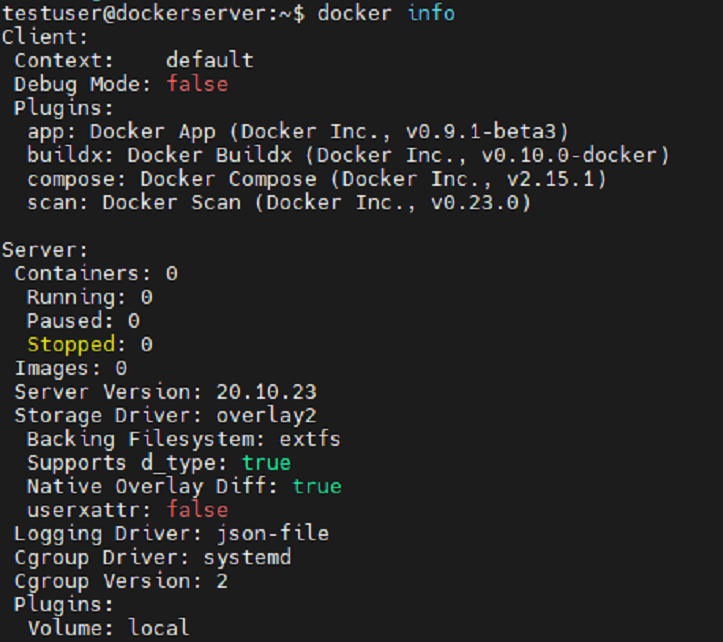 testuser@dockerserver:~$ docker info
Client:
 Context:    default
 Debug Mode: false
 Plugins:
  app: Docker App (Docker Inc., v0.9.1-beta3)
  buildx: Docker Buildx (Docker Inc., v0.10.0-docker)
  compose: Docker Compose (Docker Inc., v2.15.1)
  scan: Docker Scan (Docker Inc., v0.23.0)

Server:
 Containers: 0
  Running: 0
  Paused: 0
  Stopped: 0
 Images: 0
 Server Version: 20.10.23
 Storage Driver: overlay2
  Backing Filesystem: extfs
  Supports d_type: true
  Native Overlay Diff: true
  userxattr: false
 Logging Driver: json-file
 Cgroup Driver: systemd
 Cgroup Version: 2
 Plugins:
  Volume: local